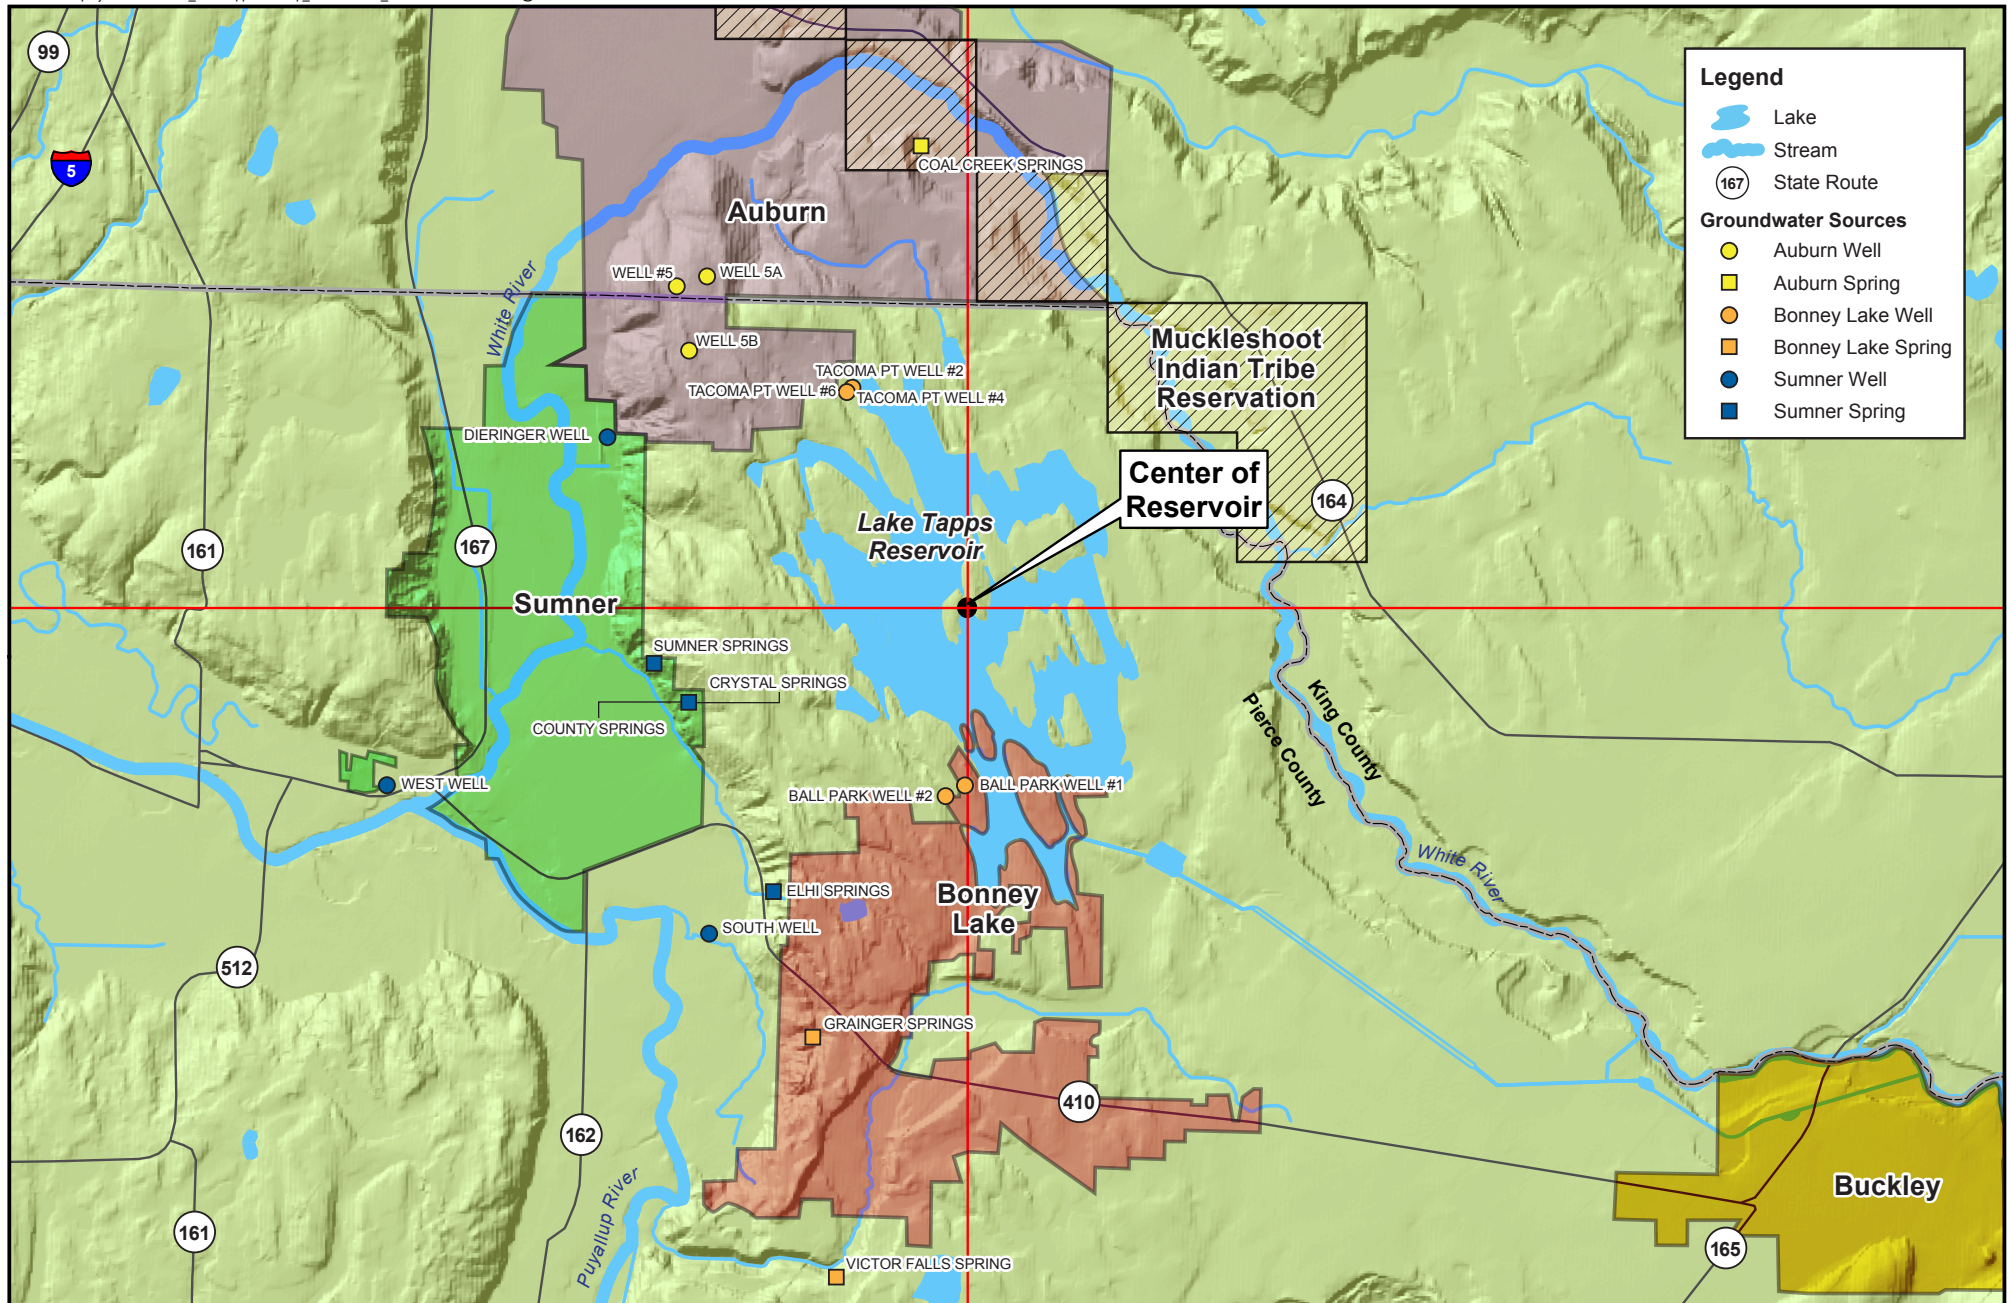 99
5
Legend
Lake
Stream
167
State Route
Groundwater Sources
Auburn Well
Auburn Spring
Bonney Lake Well
Bonney Lake Spring
Sumner Well
Sumner Spring
COAL CREEK SPRINGS
Auburn
WELL #5
WELL 5A
White River
WELL 5B
Muckleshoot
Indian Tribe
Reservation
TACOMA PT WELL #2
TACOMA PT WELL #6
TACOMA PT WELL #4
DIERINGER WELL
Center of
Reservoir
164
Lake Tapps
Reservoir
161
167
Sumner
SUMNER SPRINGS
CRYSTAL SPRINGS
COUNTY SPRINGS
King County
Pierce County
WEST WELL
BALL PARK WELL #1
BALL PARK WELL #2
White River
ELHI SPRINGS
Bonney
Lake
SOUTH WELL
512
GRAINGER SPRINGS
410
162
Buckley
Puyallup River
161
165
VICTOR FALLS SPRING